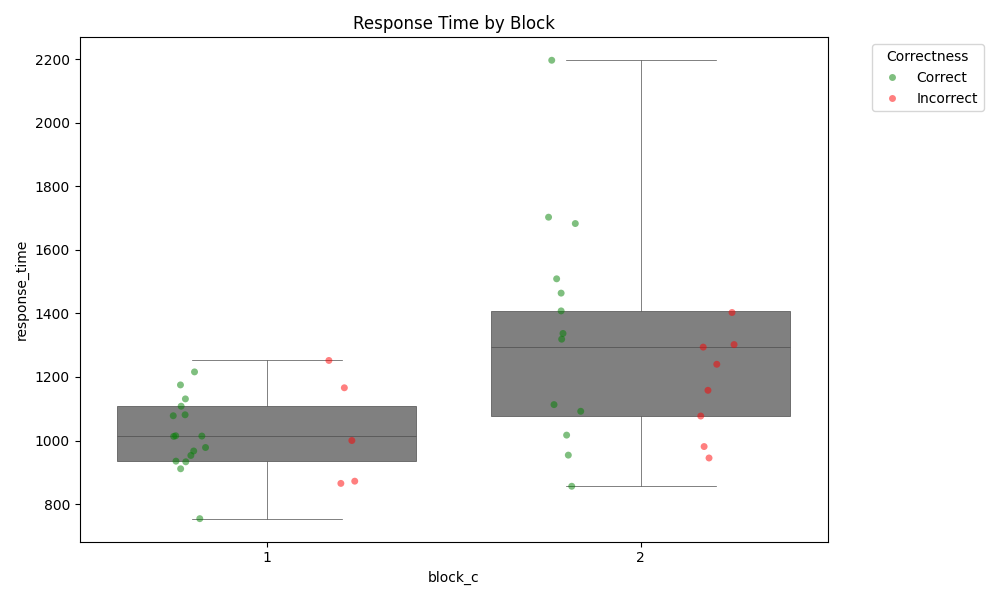 Response Time by Block
Correctness
Correct
Incorrect
2200
2000
1800
1600
1400
1200
1000
800
response_time
1
2
block_c